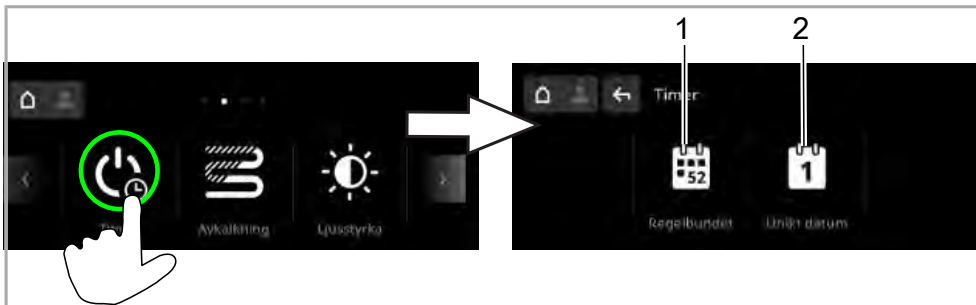 1 2
Timer
52
1
Avkalkning
Ljusstyrka
Regelbundet
Unikt datum